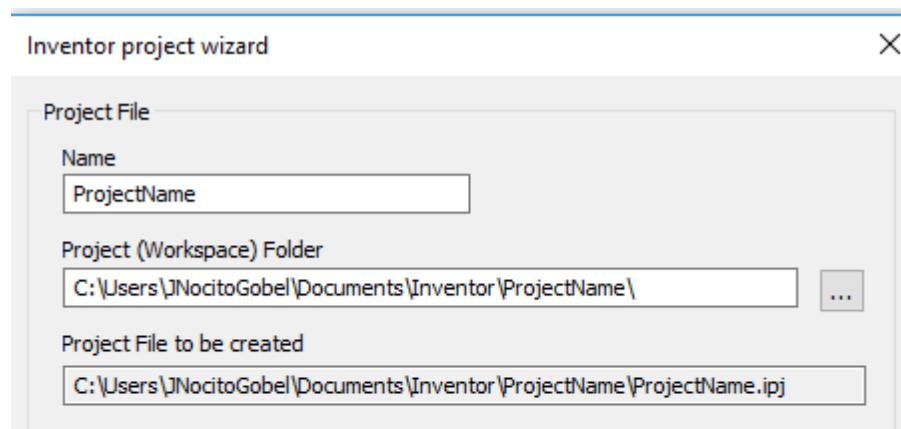 Inventor project wizard
Project File
Name
ProjectName
Project (Workspace) Folder
C:\Users\JNocitoGobel\Documents\Inventor\ProjectName\
...
Project File to be created
C:\Users\JNocitoGobel\Documents\Inventor\ProjectName\ProjectName.ipj